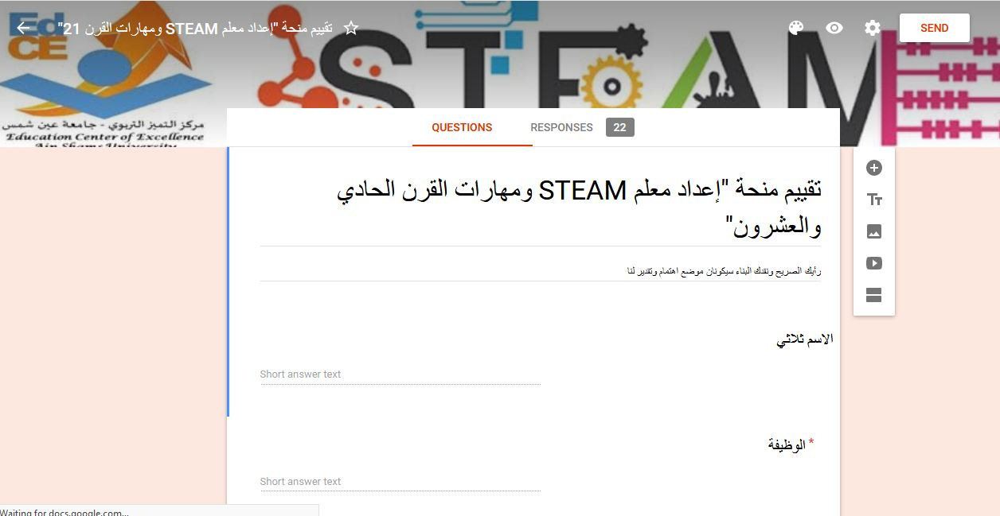 Ed
CE
تقييم منحة "إعداد معلم STEAM ومهارات القرن 21"
SEND
STEAM
مركز التميز التربوي - جامعة عين شمس
Education Center of Excellence
Ain Shams University
QUESTIONS
RESPONSES
22
تقييم منحة "إعداد معلم STEAM ومهارات القرن الحادي
والعشرون"
رأيك الصريح ونقدك البناء سيكونان موضع اهتمام وتقدير لنا
Tт
الاسم ثلاثي
Short answer text
الوظيفة *
Short answer text
Waiting for docs.google.com...